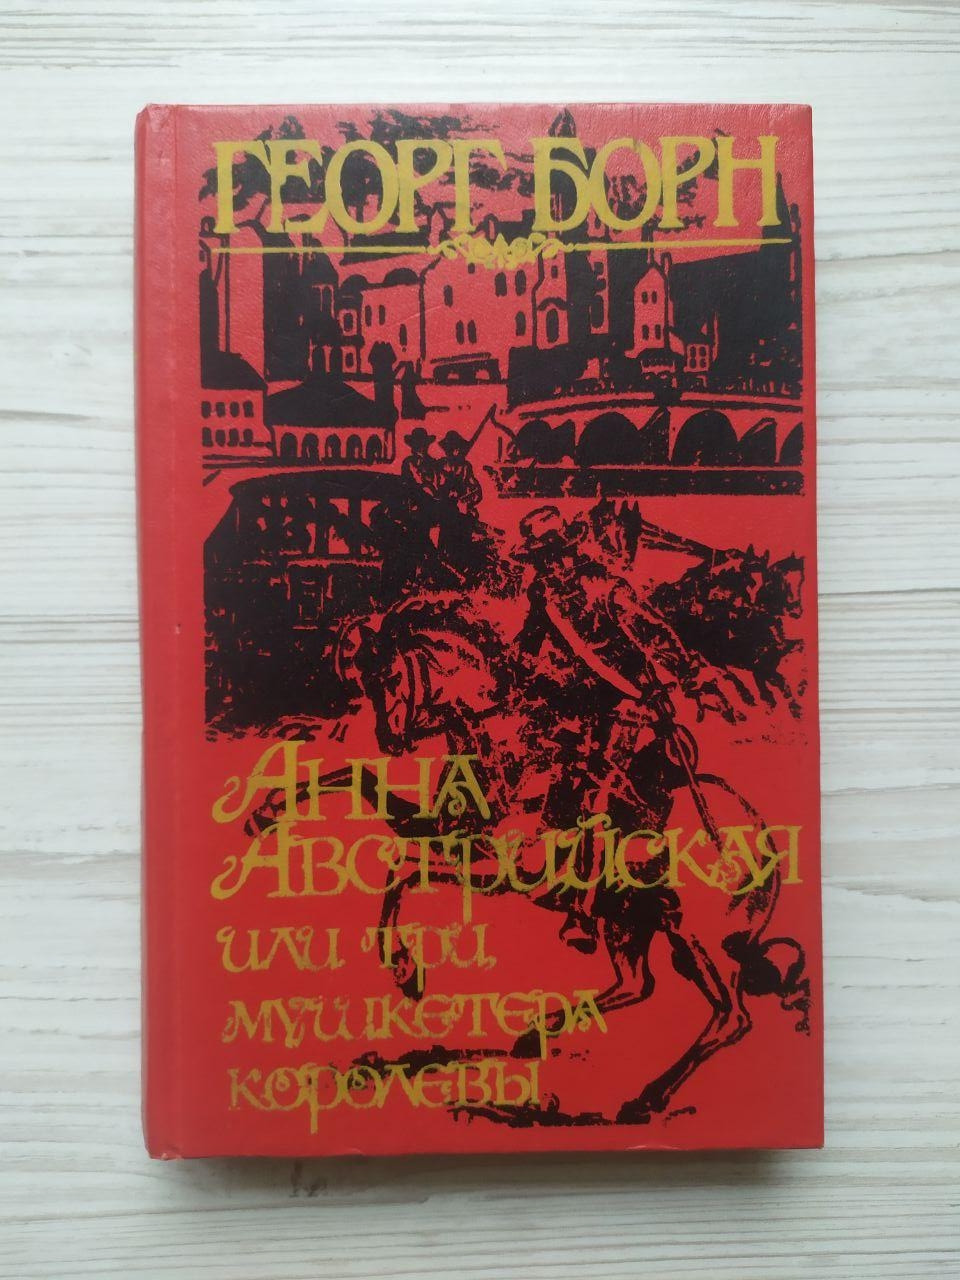 ГЕОРГ БОРН
АННА
АВСТРИЙСКАЯ
или три
мушкетера
королевы